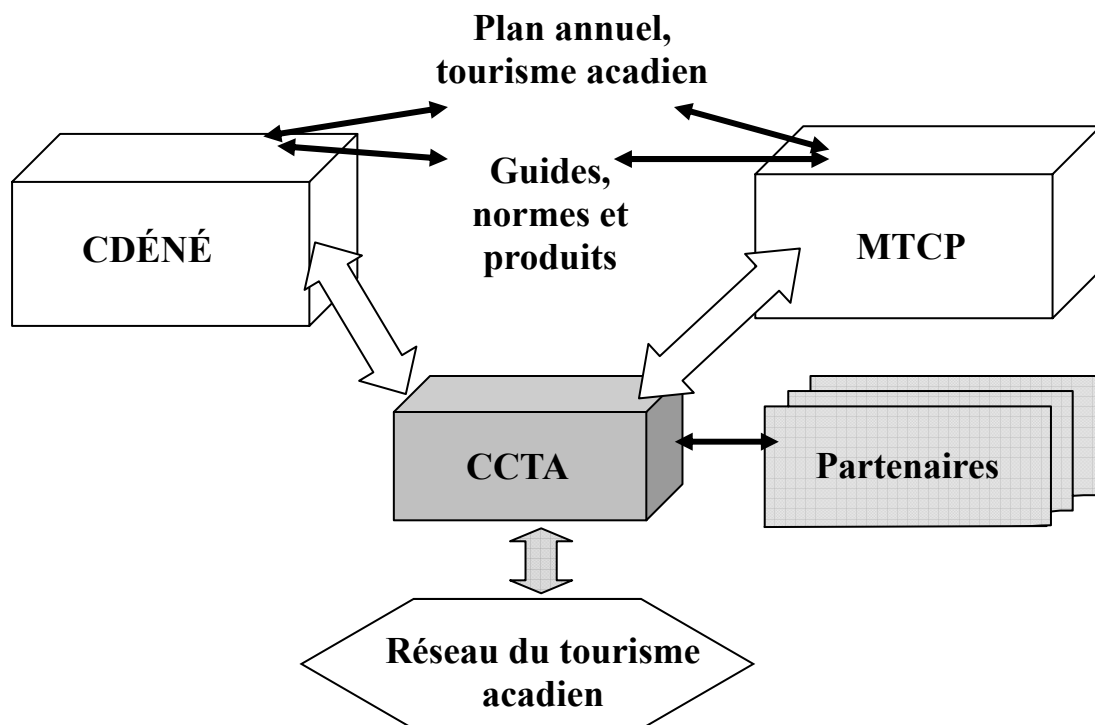 Plan annuel,
tourisme acadien
Guides,
normes et
produits
CDÉNÉ
MTCP
CCTA
Partenaires
Réseau du tourisme
acadien